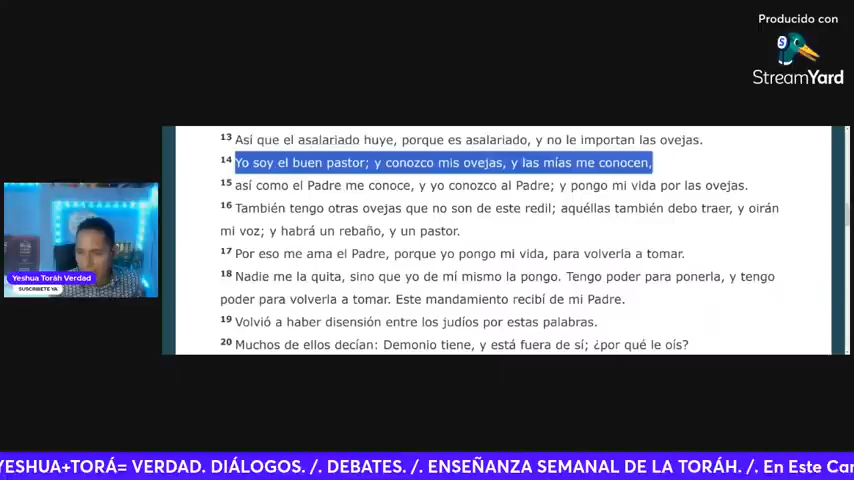 Producido con
StreamYard
13 Así que el asalariado huye, porque es asalariado, y no le importan las ovejas.
14 Yo soy el buen pastor; y conozco mis ovejas, y las mías me conocen,
15 así como el Padre me conoce, y yo conozco al Padre; y pongo mi vida por las ovejas.
16 También tengo otras ovejas que no son de este redil; aquéllas también debo traer, y oirán
mi voz; y habrá un rebaño, y un pastor.
17 Por eso me ama el Padre, porque yo pongo mi vida, para volverla a tomar.
18 Nadie me la quita, sino que yo de mí mismo la pongo. Tengo poder para ponerla, y tengo
poder para volverla a tomar. Este mandamiento recibí de mi Padre.
19 Volvió a haber disensión entre los judíos por estas palabras.
20 Muchos de ellos decían: Demonio tiene, y está fuera de sí; ¿por qué le oís?
Yeshua Toráh Verdad
SUSCRIBETE YA
YESHUA+TORÁ= VERDAD. DIÁLOGOS. /. DEBATES. /. ENSEÑANZA SEMANAL DE LA TORÁH. /. En Este Can